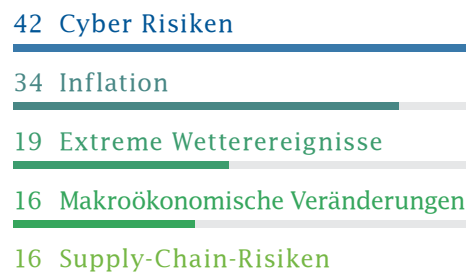 42 Cyber Risiken
34 Inflation
19 Extreme Wetterereignisse
16 Makroökonomische Veränderungen
16 Supply-Chain-Risiken